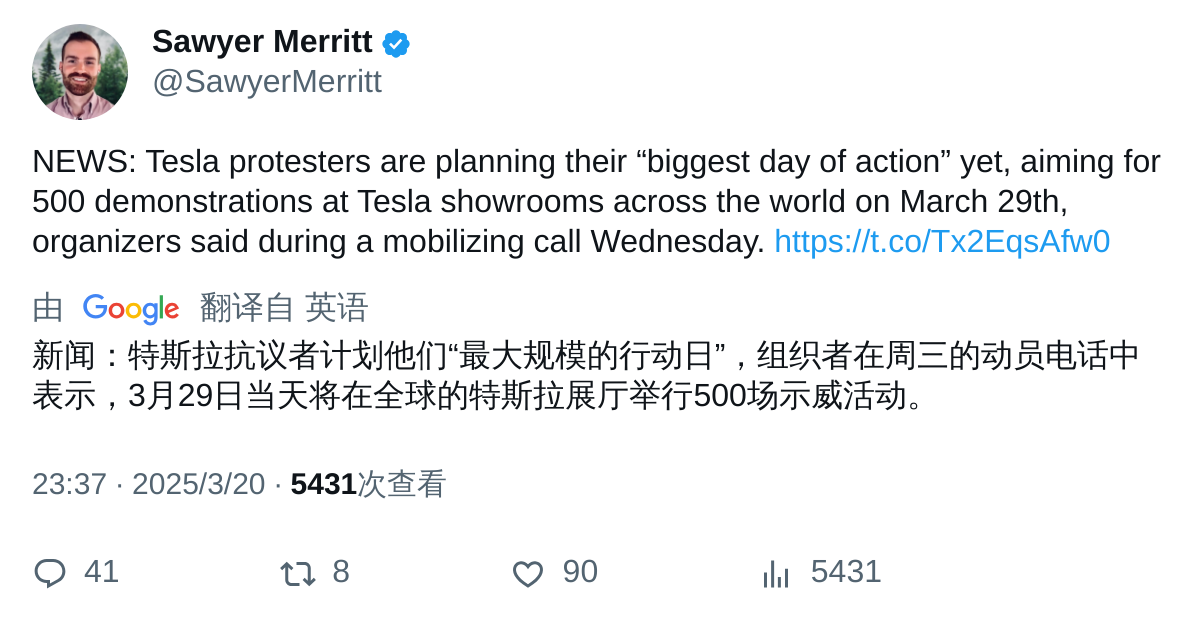 Sawyer Merritt
@SawyerMerritt
NEWS: Tesla protesters are planning their “biggest day of action” yet, aiming for
500 demonstrations at Tesla showrooms across the world on March 29th,
organizers said during a mobilizing call Wednesday. https://t.co/Tx2EqsAfw0
由 Google 翻译自 英语
新闻：特斯拉抗议者计划他们“最大规模的行动日”，组织者在周三的动员电话中
表示，3月29日当天将在全球的特斯拉展厅举行500场示威活动。
23:37 · 2025/3/20 · 5431次查看
41 8 90 5431